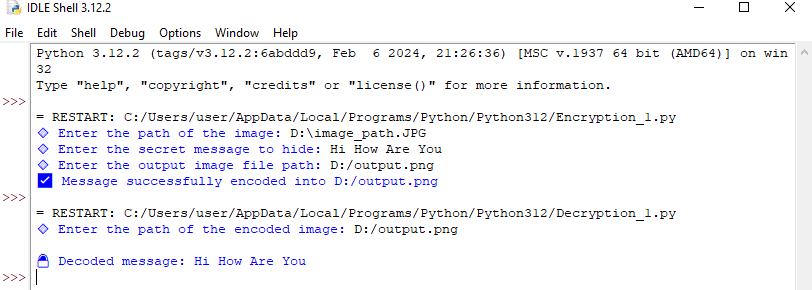 IDLE Shell 3.12.2
File Edit Shell Debug Options Window Help
Python 3.12.2 (tags/v3.12.2:6abddd9, Feb  6 2024, 21:26:36) [MSC v.1937 64 bit (AMD64)] on win
32
Type "help", "copyright", "credits" or "license()" for more information.
>>>
= RESTART: C:/Users/user/AppData/Local/Programs/Python/Python312/Encryption_1.py
🔹 Enter the path of the image: D:\image_path.JPG
🔹 Enter the secret message to hide: Hi How Are You
🔹 Enter the output image file path: D:/output.png
✅ Message successfully encoded into D:/output.png
>>>
= RESTART: C:/Users/user/AppData/Local/Programs/Python/Python312/Decryption_1.py
🔹 Enter the path of the encoded image: D:/output.png
🔒 Decoded message: Hi How Are You
>>>